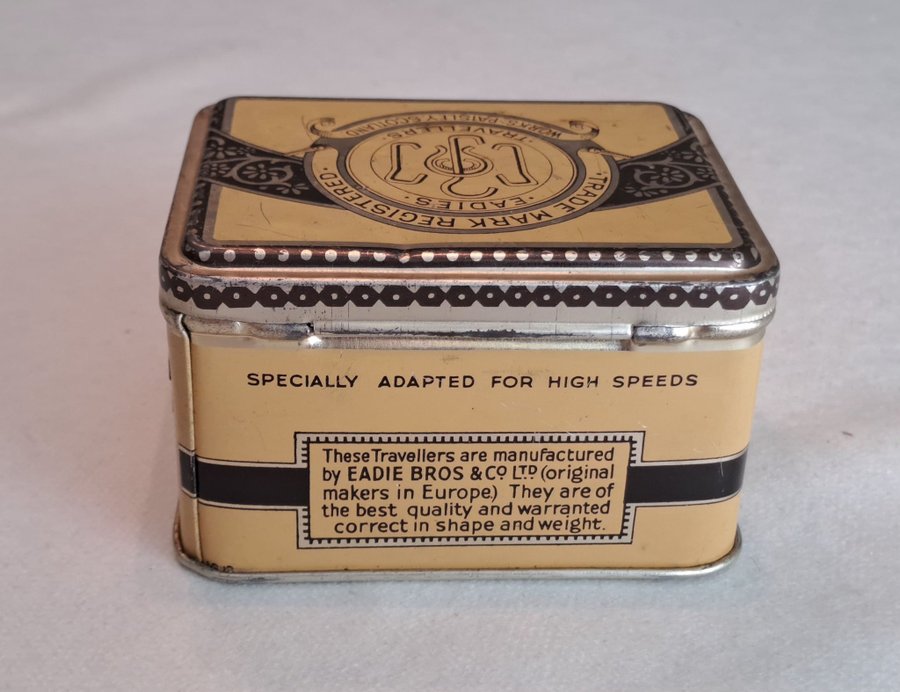 WORKS · PAISLEY · SCOTLAND
· TRAVELLERS ·
· EADIES ·
· TRADE MARK REGISTERED ·
SPECIALLY ADAPTED FOR HIGH SPEEDS
These Travellers are manufactured
by EADIE BROS & CO LTD (original
makers in Europe.) They are of
the best quality and warranted
correct in shape and weight.